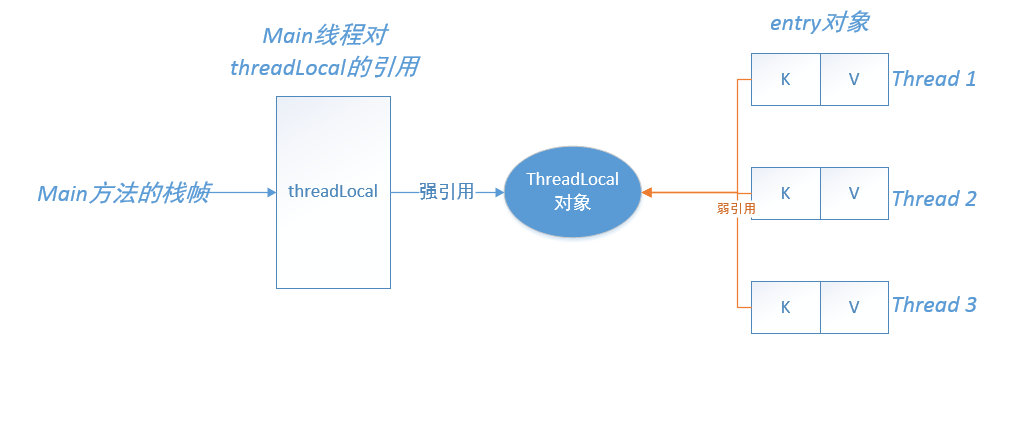 Main线程对
threadLocal的引用
entry对象
K
V
Thread 1
Main方法的栈帧
threadLocal
强引用
ThreadLocal
对象
弱引用
K
V
Thread 2
K
V
Thread 3